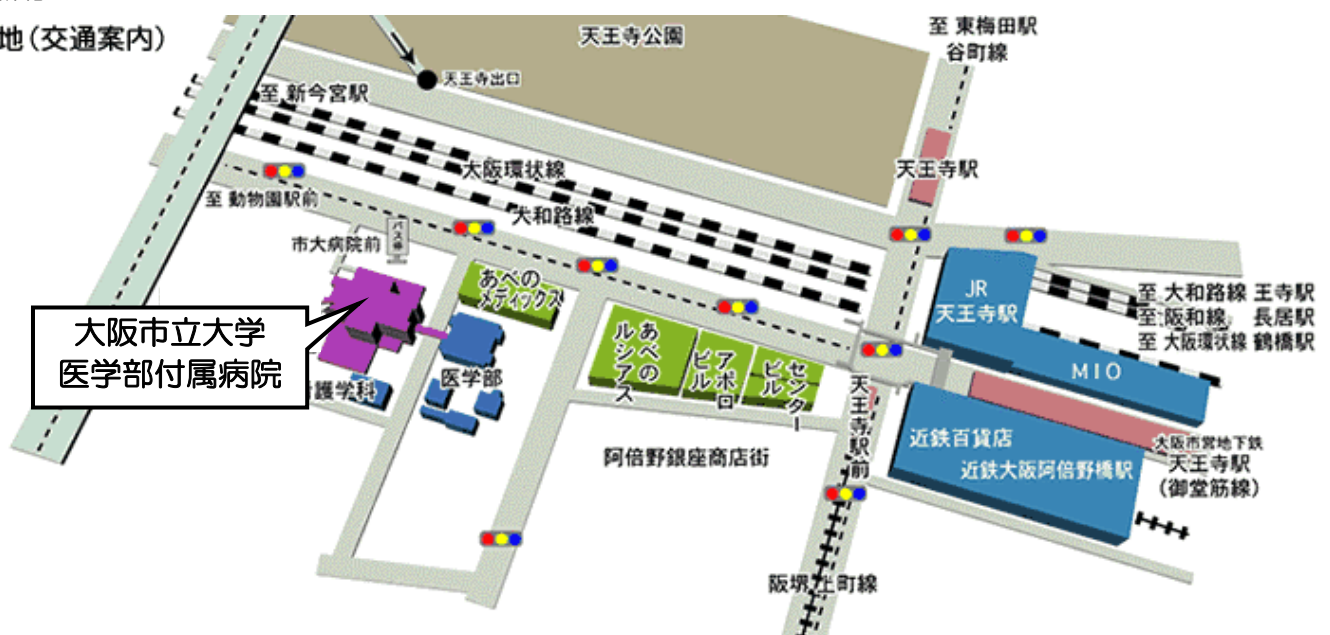 地(交通案内)
天王寺公園
至 東梅田駅
谷町線
天王寺出口
至 新今宮駅
天王寺駅
大阪環状線
至 動物園駅前
大和路線
バス停
市大病院前
あべの
メディックス
JR
天王寺駅
至 大和路線 王寺駅
至 阪和線 長居駅
至 大阪環状線 鶴橋駅
大阪市立大学
医学部付属病院
あべの
ルシアス
アポロ
ビル
センター
ビル
MIO
医学部
護学科
天王寺駅前
近鉄百貨店
近鉄大阪阿倍野橋駅
大阪市営地下鉄
天王寺駅
(御堂筋線)
阿倍野銀座商店街
阪堺 上町線